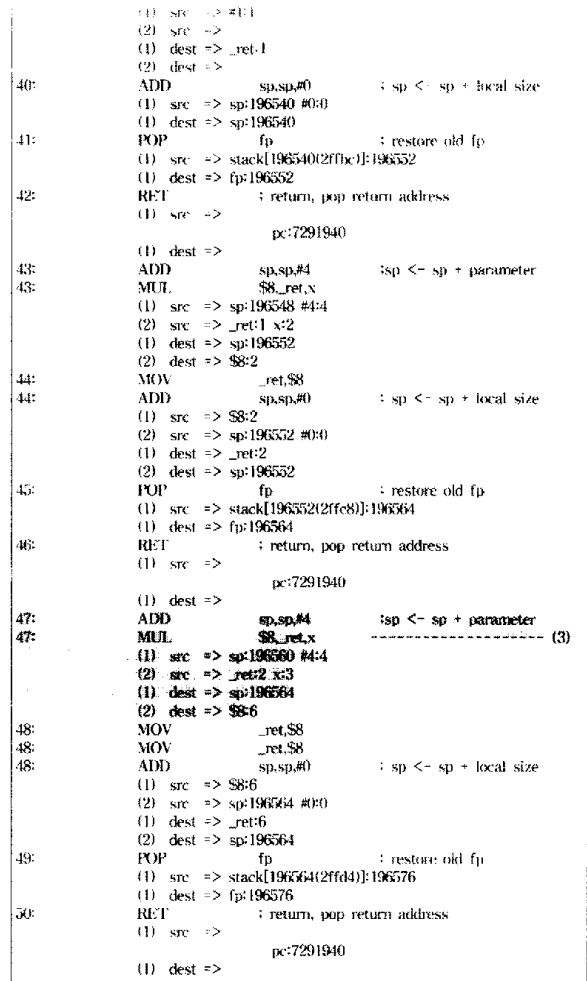 (1) src => #1:1
(2) src =>
(1) dest => _ret:1
(2) dest =>
40: ADD sp,sp,#0 ; sp <- sp + local size
(1) src => sp:196540 #0:0
(1) dest => sp:196540
41: POP fp ; restore old fp
(1) src => stack[196540(2ffbc)]:196552
(1) dest => fp:196552
42: RET ; return, pop return address
(1) src =>
pc:7291940
(1) dest =>
43: ADD sp,sp,#4 ;sp <- sp + parameter
43: MUL $8,_ret,x
(1) src => sp:196548 #4:4
(2) src => _ret:1 x:2
(1) dest => sp:196552
(2) dest => $8:2
44: MOV _ret,$8
44: ADD sp,sp,#0 ; sp <- sp + local size
(1) src => $8:2
(2) src => sp:196552 #0:0
(1) dest => _ret:2
(2) dest => sp:196552
45: POP fp ; restore old fp
(1) src => stack[196552(2ffc8)]:196564
(1) dest => fp:196564
46: RET ; return, pop return address
(1) src =>
pc:7291940
(1) dest =>
47: ADD sp,sp,#4 ;sp <- sp + parameter
47: MUL $8,_ret,x --------------------- (3)
(1) src => sp:196560 #4:4
(2) src => _ret:2 x:3
(1) dest => sp:196564
(2) dest => $8:6
48: MOV _ret,$8
48: MOV _ret,$8
48: ADD sp,sp,#0 ; sp <- sp + local size
(1) src => $8:6
(2) src => sp:196564 #0:0
(1) dest => _ret:6
(2) dest => sp:196564
49: POP fp ; restore old fp
(1) src => stack[196564(2ffd4)]:196576
(1) dest => fp:196576
50: RET ; return, pop return address
(1) src =>
pc:7291940
(1) dest =>